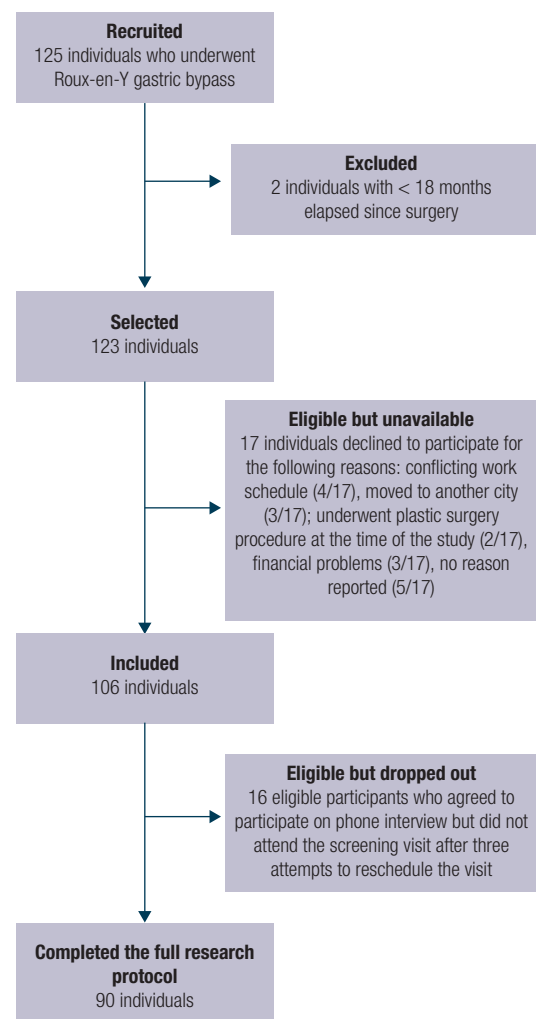 Recruited
125 individuals who underwent
Roux-en-Y gastric bypass
Excluded
2 individuals with < 18 months
elapsed since surgery
Selected
123 individuals
Eligible but unavailable
17 individuals declined to participate for
the following reasons: conflicting work
schedule (4/17), moved to another city
(3/17); underwent plastic surgery
procedure at the time of the study (2/17),
financial problems (3/17), no reason
reported (5/17)
Included
106 individuals
Eligible but dropped out
16 eligible participants who agreed to
participate on phone interview but did not
attend the screening visit after three
attempts to reschedule the visit
Completed the full research
protocol
90 individuals